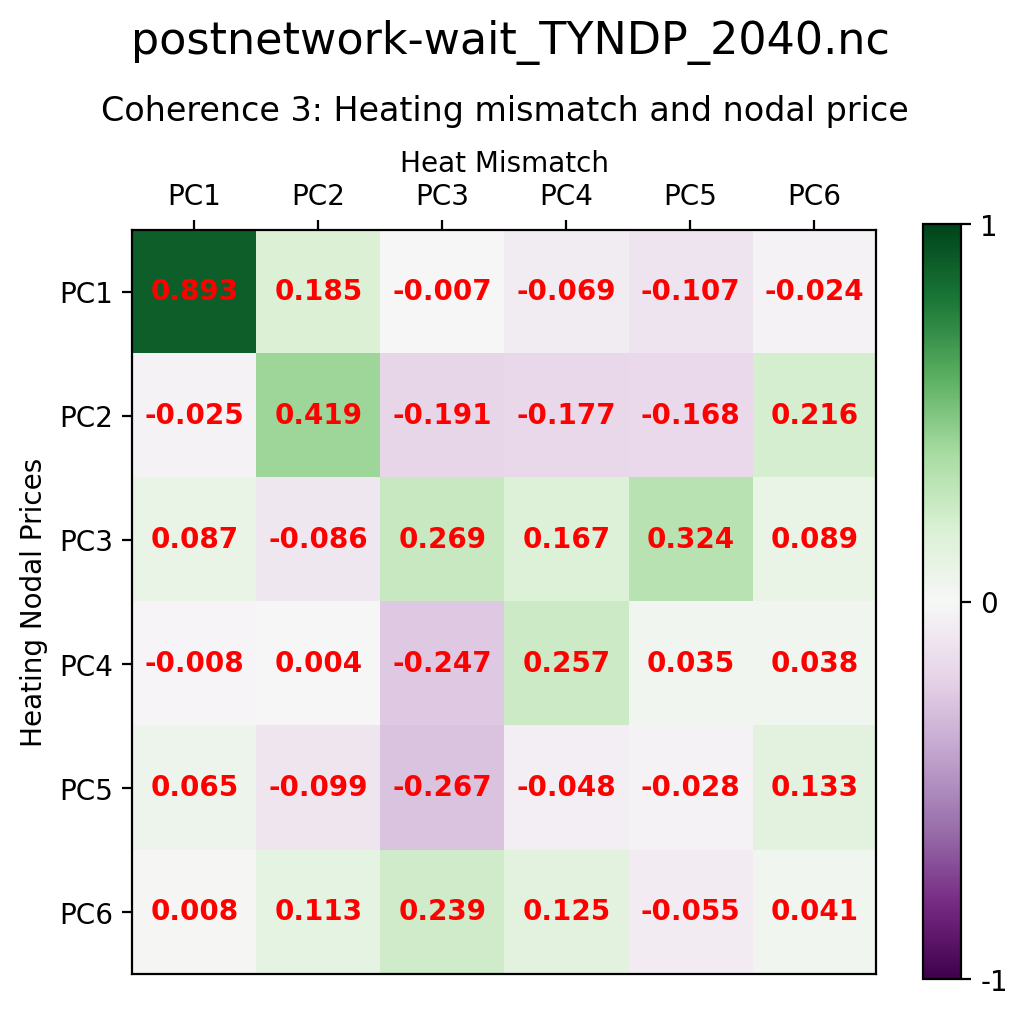 postnetwork-wait_TYNDP_2040.nc
Coherence 3: Heating mismatch and nodal price
Heat Mismatch
PC1 PC2 PC3 PC4 PC5 PC6
Heating Nodal Prices
PC1 0.893 0.185 -0.007 -0.069 -0.107 -0.024
PC2 -0.025 0.419 -0.191 -0.177 -0.168 0.216
PC3 0.087 -0.086 0.269 0.167 0.324 0.089
PC4 -0.008 0.004 -0.247 0.257 0.035 0.038
PC5 0.065 -0.099 -0.267 -0.048 -0.028 0.133
PC6 0.008 0.113 0.239 0.125 -0.055 0.041
1
0
-1